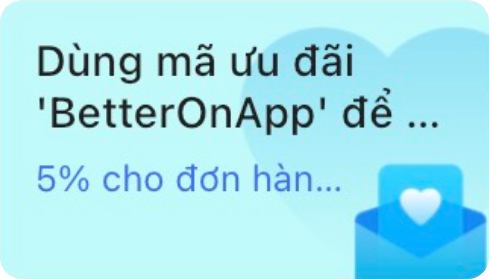 Dùng mã ưu đãi
'BetterOnApp' để ...
5% cho đơn hàn...